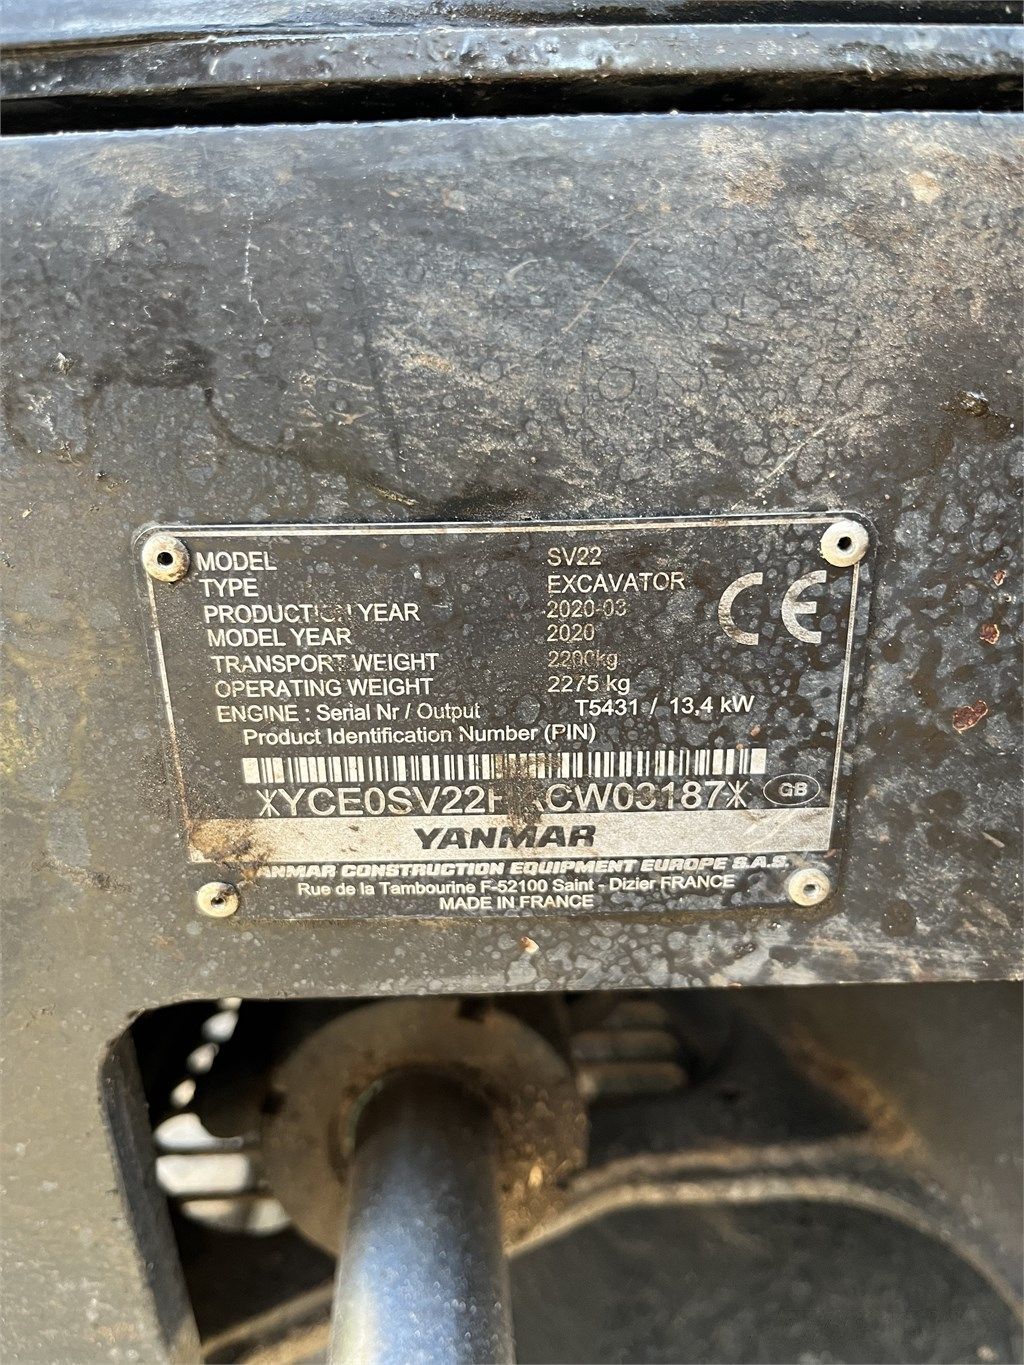 MODEL SV22
TYPE EXCAVATOR
PRODUCTION YEAR 2020-03
MODEL YEAR 2020
TRANSPORT WEIGHT 2200kg
OPERATING WEIGHT 2275 kg
ENGINE : Serial Nr / Output T5431 / 13.4 kW
CE
Product Identification Number (PIN)
GB
YANMAR
YANMAR CONSTRUCTION EQUIPMENT EUROPE S.A.S.
Rue de la Tambourine F-52100 Saint - Dizier FRANCE
MADE IN FRANCE